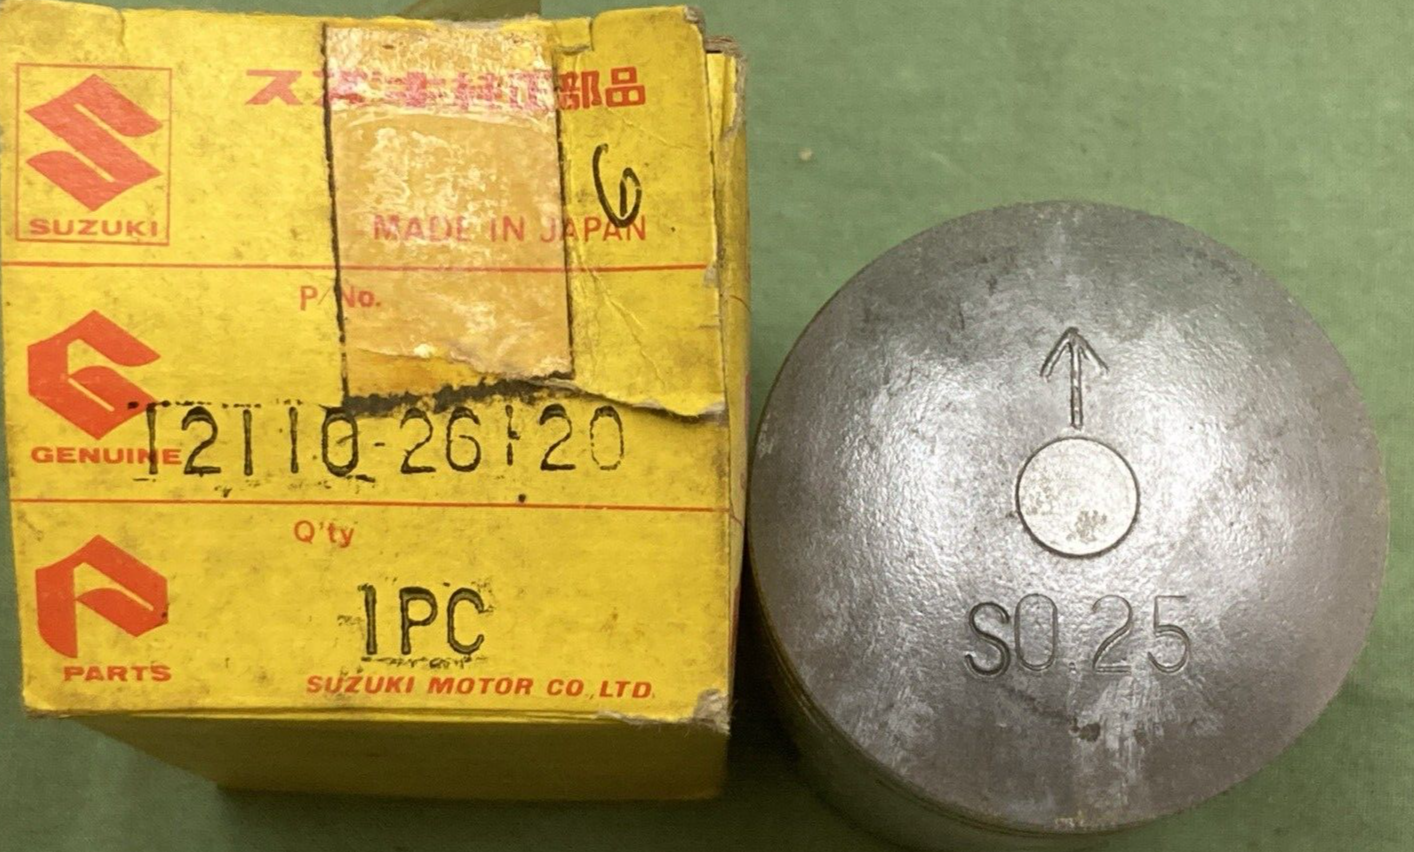 スズキ純正部品
SUZUKI
6
MADE IN JAPAN
P/No.
GENUINE
12110-26120
Q'ty
1PC
PARTS
SUZUKI MOTOR CO.,LTD.
S0.25